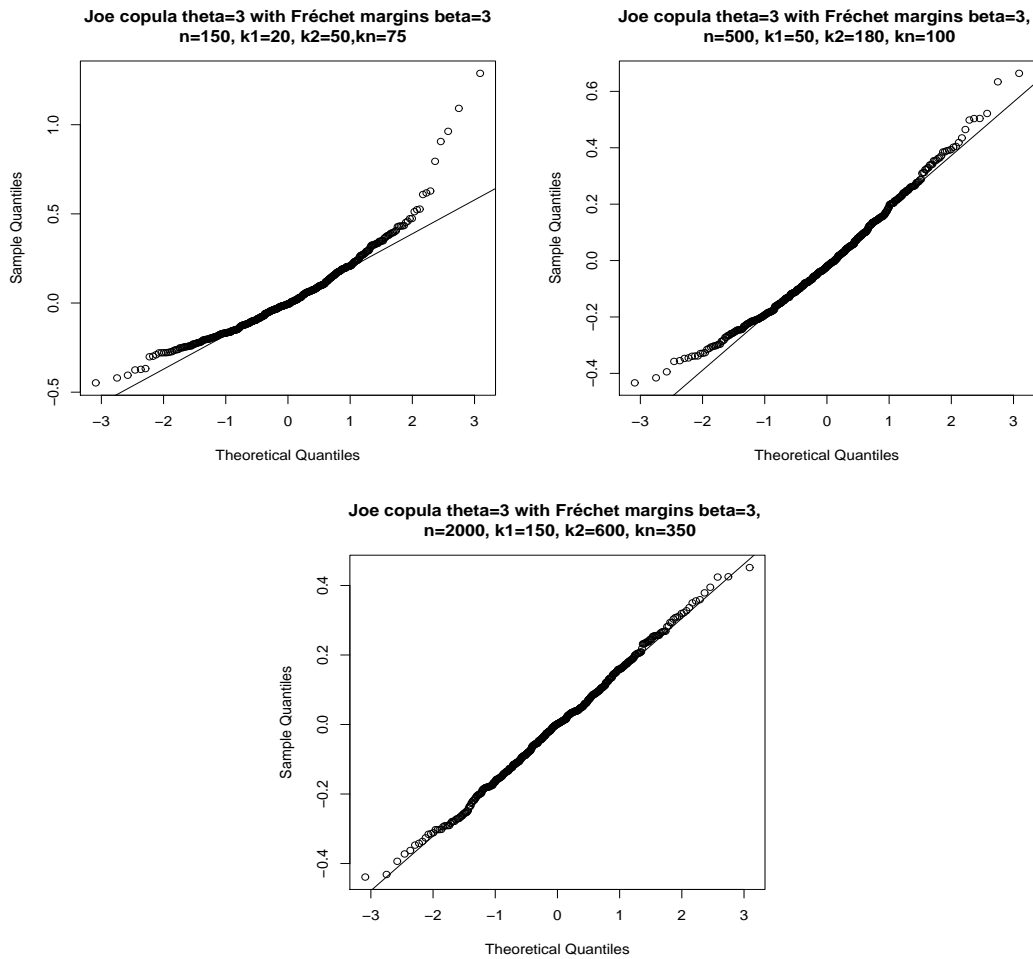 Joe copula theta=3 with Fréchet margins beta=3
n=150, k1=20, k2=50,kn=75
Sample Quantiles
1.0
0.5
0.0
−0.5
−3 −2 −1 0 1 2 3
Theoretical Quantiles
Joe copula theta=3 with Fréchet margins beta=3,
n=500, k1=50, k2=180, kn=100
Sample Quantiles
0.6
0.4
0.2
0.0
−0.2
−0.4
−3 −2 −1 0 1 2 3
Theoretical Quantiles
Joe copula theta=3 with Fréchet margins beta=3,
n=2000, k1=150, k2=600, kn=350
Sample Quantiles
0.4
0.2
0.0
−0.2
−0.4
−3 −2 −1 0 1 2 3
Theoretical Quantiles